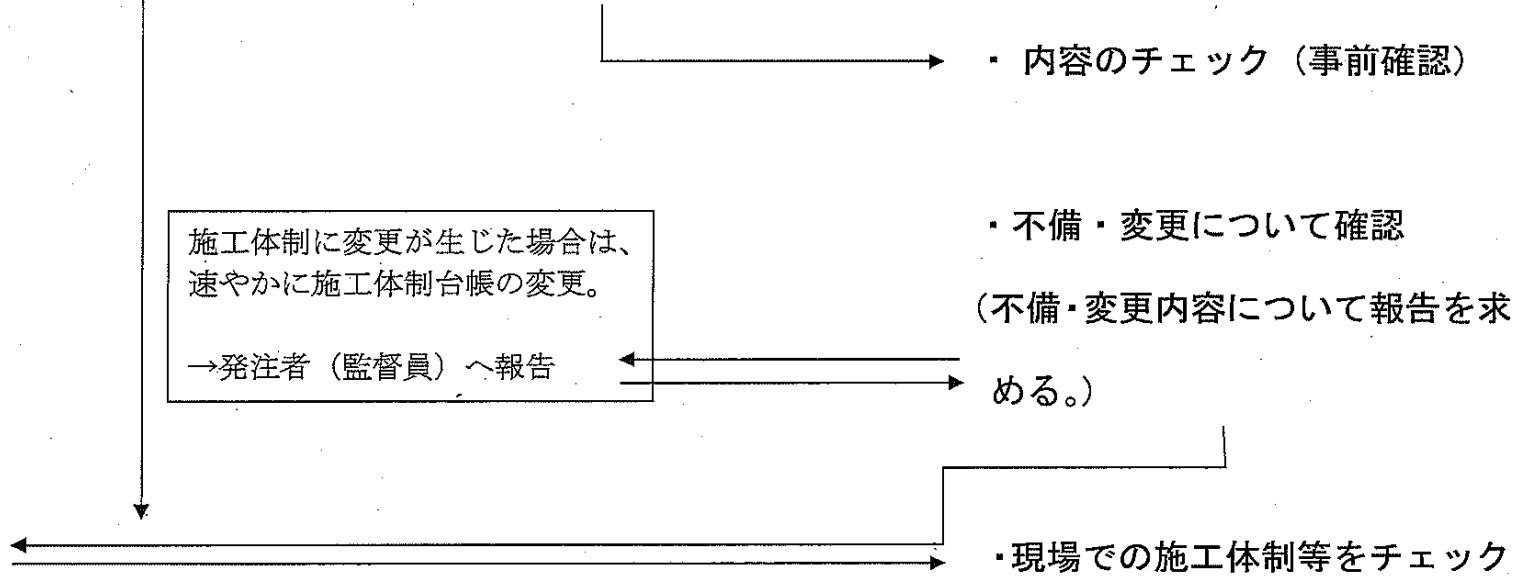 ・ 内容のチェック（事前確認）
施工体制に変更が生じた場合は、
速やかに施工体制台帳の変更。
→発注者（監督員）へ報告
・不備・変更について確認
（不備・変更内容について報告を求
める。）
・現場での施工体制等をチェック